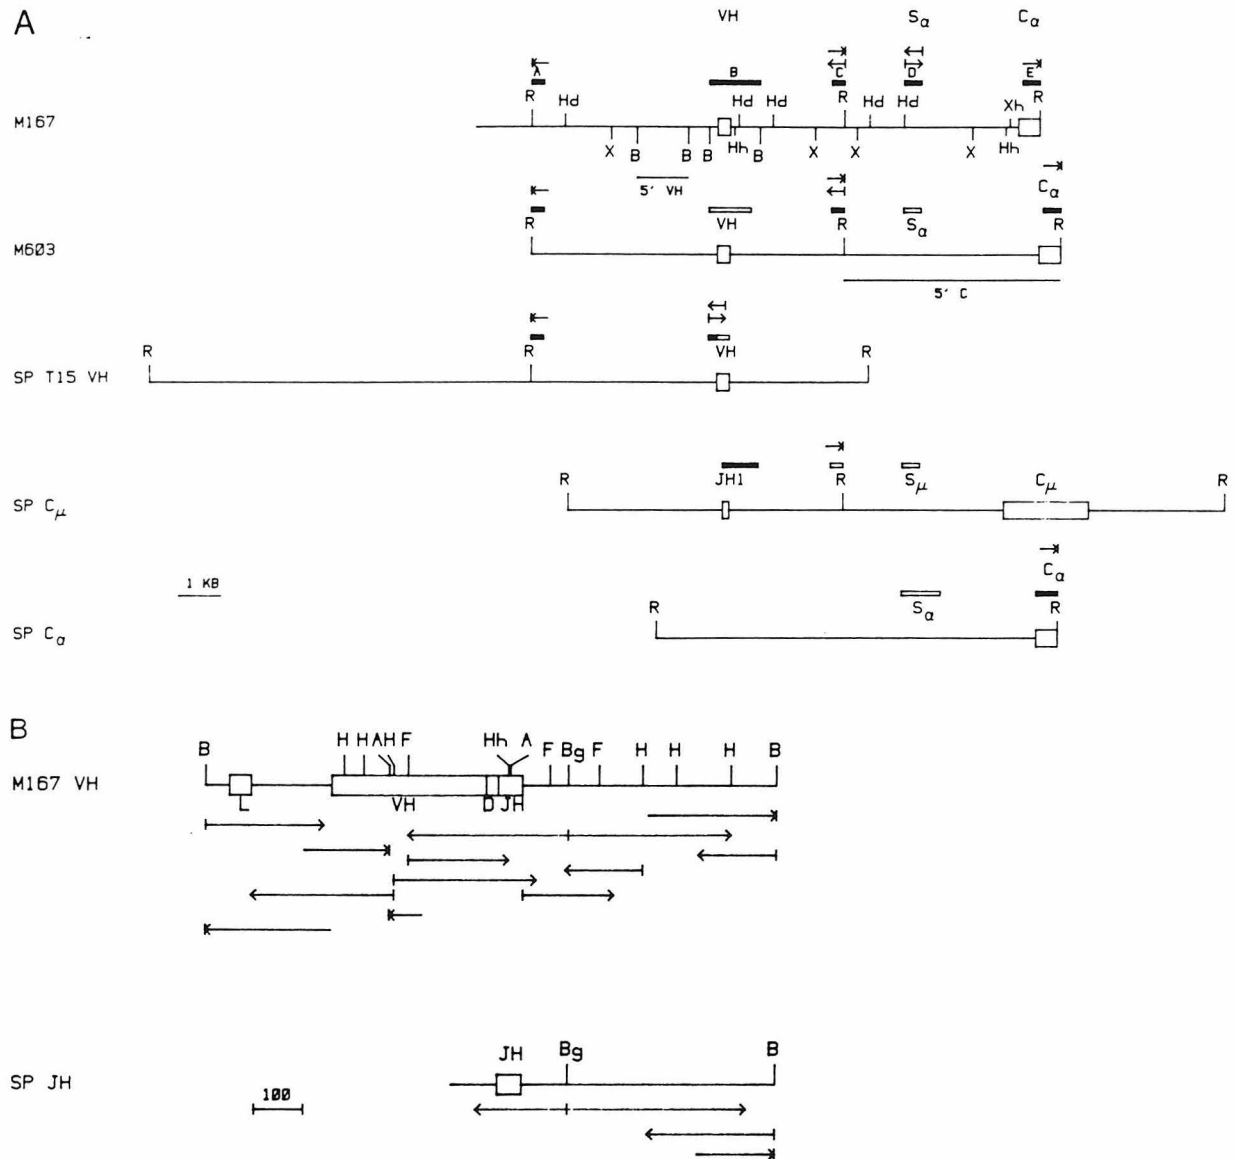 A
VH Sα Cα
A B C D E
R Hd Hd Hd R Hd Hd Xh R
M167
X B B B Hh B X X X Hh
5' VH
Cα
R VH R Sα R
M603
5' C
R R VH R
SP T15 VH
R JH1 R Sμ Cμ R
SP Cμ
1 KB
Cα
R Sα R
SP Cα
B
B H H A H F Hh A F Bg F H H H B
M167 VH
L VH D JH
JH Bg B
SP JH
100